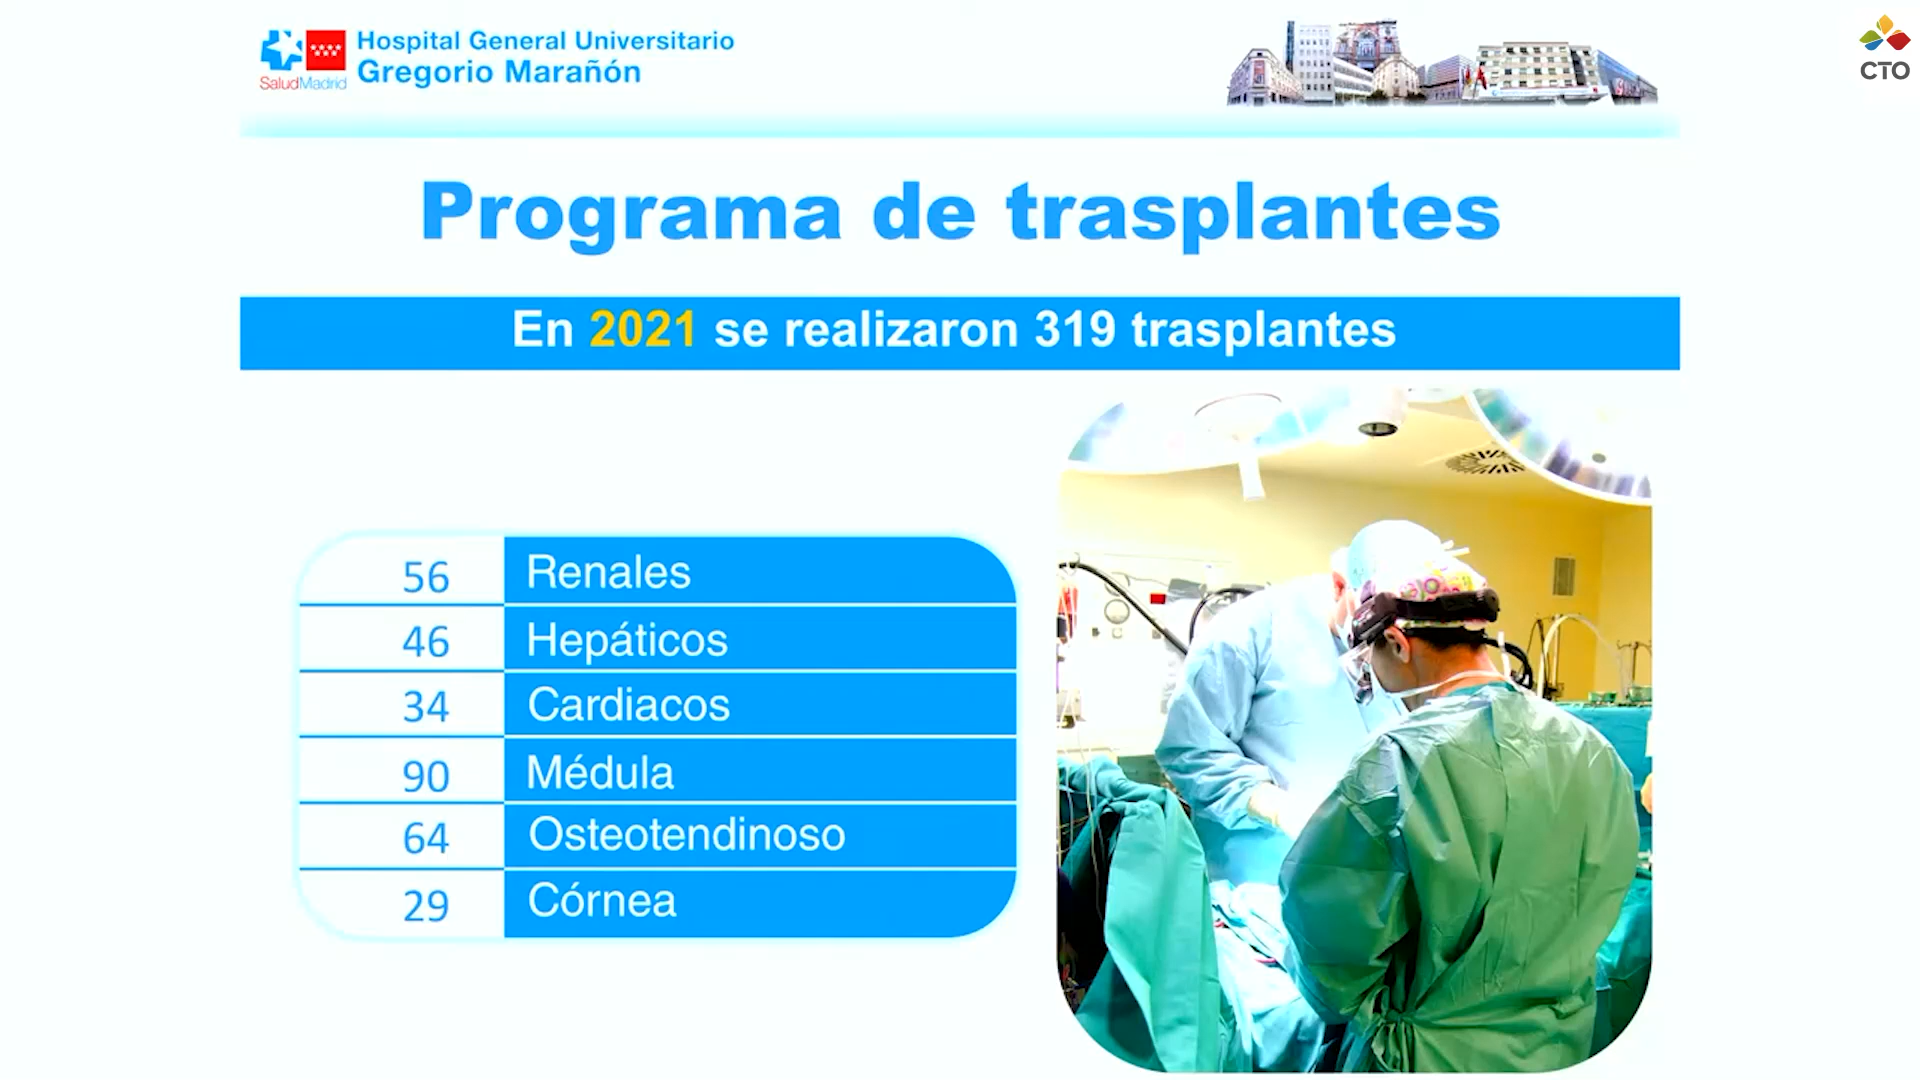 SaludMadrid
Hospital General Universitario
Gregorio Marañón
CTO
Programa de trasplantes
En 2021 se realizaron 319 trasplantes
56 Renales
46 Hepáticos
34 Cardiacos
90 Médula
64 Osteotendinoso
29 Córnea